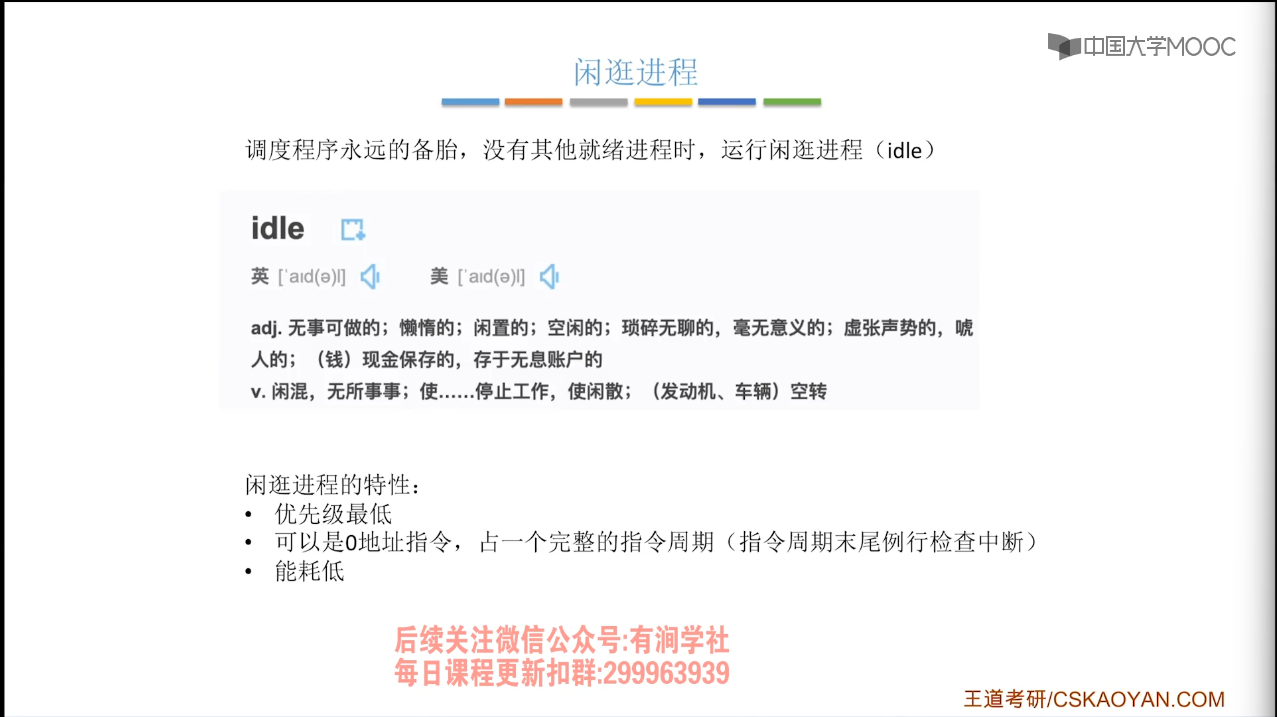 中国大学MOOC
闲逛进程
调度程序永远的备胎，没有其他就绪进程时，运行闲逛进程（idle）
idle
英 [ˈaɪd(ə)l] 美 [ˈaɪd(ə)l]
adj. 无事可做的；懒惰的；闲置的；空闲的；琐碎无聊的，毫无意义的；虚张声势的，唬
人的；（钱）现金保存的，存于无息账户的
v. 闲混，无所事事；使……停止工作，使闲散；（发动机、车辆）空转
闲逛进程的特性：
• 优先级最低
• 可以是0地址指令，占一个完整的指令周期（指令周期末尾例行检查中断）
• 能耗低
后续关注微信公众号:有涧学社
每日课程更新扣群:299963939
王道考研/CSKAOYAN.COM